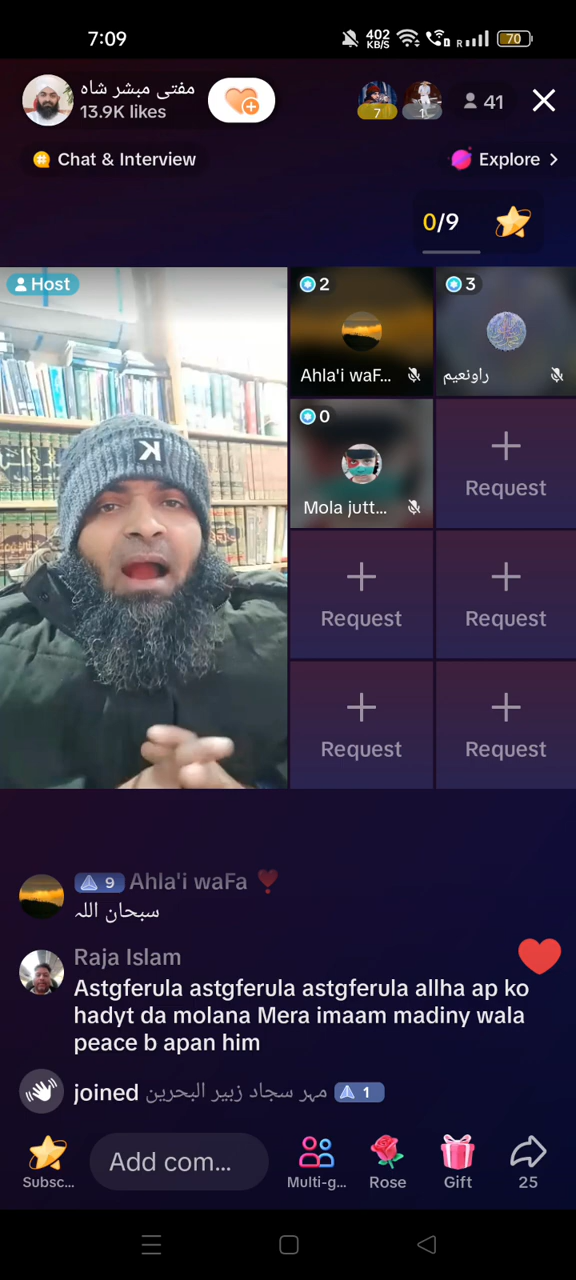 7:09
402
KB/S
R
70
مفتی مبشر شاہ
13.9K likes
7
1
41
Chat & Interview
Explore
0/9
Host
K
2
Ahla'i waF...
3
راونعیم
0
Mola jutt...
Request
Request
Request
Request
Request
9 Ahla'i waFa
سبحان اللہ
Raja Islam
Astgferula astgferula astgferula allha ap ko
hadyt da molana Mera imaam madiny wala
peace b apan him
joined مہر سجاد زبیر البحرین 1
Subsc...
Add com...
Multi-g...
Rose
Gift
25